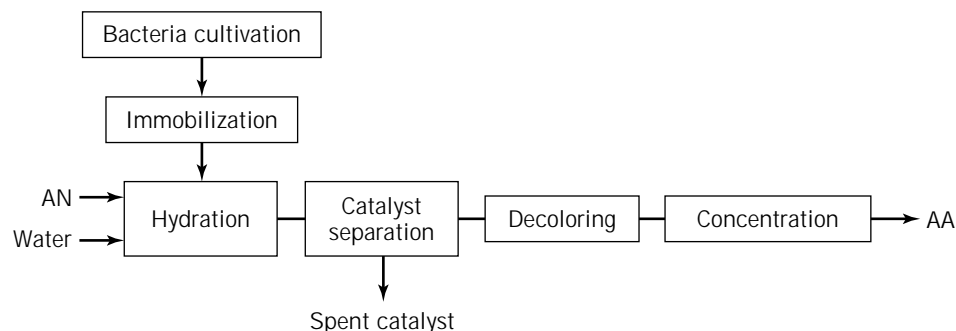 Bacteria cultivation
Immobilization
AN
Water
Hydration
Catalyst
separation
Decoloring
Concentration
AA
Spent catalyst